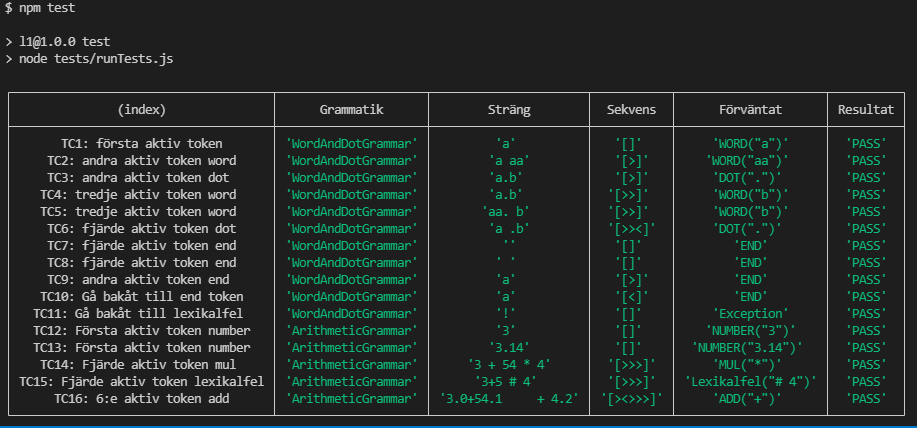 $ npm test
> l1@1.0.0 test
> node tests/runTests.js
(index) Grammatik Sträng Sekvens Förväntat Resultat
TC1: första aktiv token 'WordAndDotGrammar' 'a' '[]' 'WORD("a")' 'PASS'
TC2: andra aktiv token word 'WordAndDotGrammar' 'a aa' '[>]' 'WORD("aa")' 'PASS'
TC3: andra aktiv token dot 'WordAndDotGrammar' 'a.b' '[>]' 'DOT(".")' 'PASS'
TC4: tredje aktiv token word 'WordAndDotGrammar' 'a.b' '[>>]' 'WORD("b")' 'PASS'
TC5: tredje aktiv token word 'WordAndDotGrammar' 'aa. b' '[>>]' 'WORD("b")' 'PASS'
TC6: fjärde aktiv token dot 'WordAndDotGrammar' 'a .b' '[>><]' 'DOT(".")' 'PASS'
TC7: fjärde aktiv token end 'WordAndDotGrammar' '' '[]' 'END' 'PASS'
TC8: fjärde aktiv token end 'WordAndDotGrammar' ' ' '[]' 'END' 'PASS'
TC9: andra aktiv token end 'WordAndDotGrammar' 'a' '[>]' 'END' 'PASS'
TC10: Gå bakåt till end token 'WordAndDotGrammar' 'a' '[<]' 'END' 'PASS'
TC11: Gå bakåt till lexikalfel 'WordAndDotGrammar' '!' '[]' 'Exception' 'PASS'
TC12: Första aktiv token number 'ArithmeticGrammar' '3' '[]' 'NUMBER("3")' 'PASS'
TC13: Första aktiv token number 'ArithmeticGrammar' '3.14' '[]' 'NUMBER("3.14")' 'PASS'
TC14: Fjärde aktiv token mul 'ArithmeticGrammar' '3 + 54 * 4' '[>>>]' 'MUL("*")' 'PASS'
TC15: Fjärde aktiv token lexikalfel 'ArithmeticGrammar' '3+5 # 4' '[>>>]' 'Lexikalfel("# 4")' 'PASS'
TC16: 6:e aktiv token add 'ArithmeticGrammar' '3.0+54.1     + 4.2' '[><>>>]' 'ADD("+")' 'PASS'